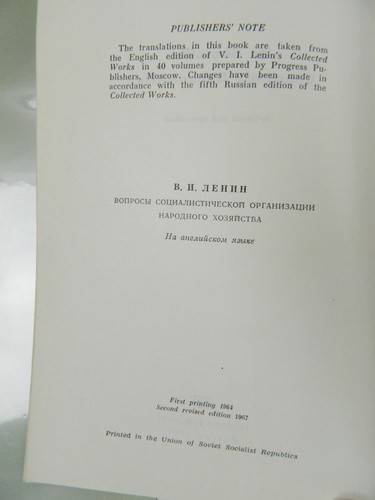 PUBLISHERS' NOTE
The translations in this book are taken from
the English edition of V. I. Lenin's Collected
Works in 40 volumes prepared by Progress Pu-
blishers, Moscow. Changes have been made in
accordance with the fifth Russian edition of the
Collected Works.
В. И. ЛЕНИН
ВОПРОСЫ СОЦИАЛИСТИЧЕСКОЙ ОРГАНИЗАЦИИ
НАРОДНОГО ХОЗЯЙСТВА
На английском языке
First printing 1964
Second revised edition 1967
Printed in the Union of Soviet Socialist Republics